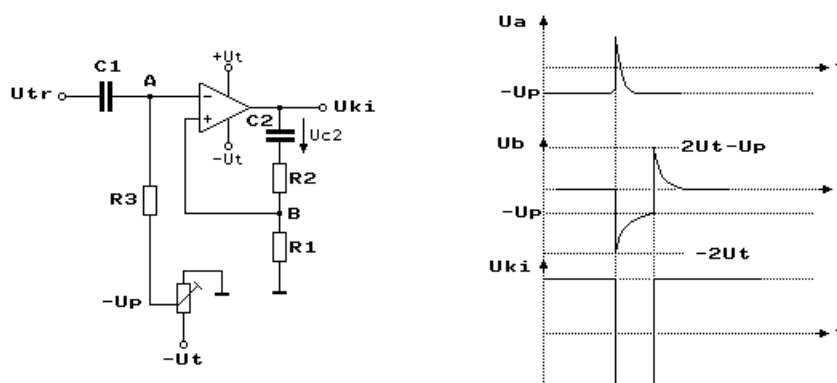 Utr
C1
A
+Ut
-
+
-Ut
C2
Uki
Uc2
R2
B
R1
R3
-Up
-Ut
Ua
-Up
Ub
2Ut-Up
-Up
-2Ut
Uki